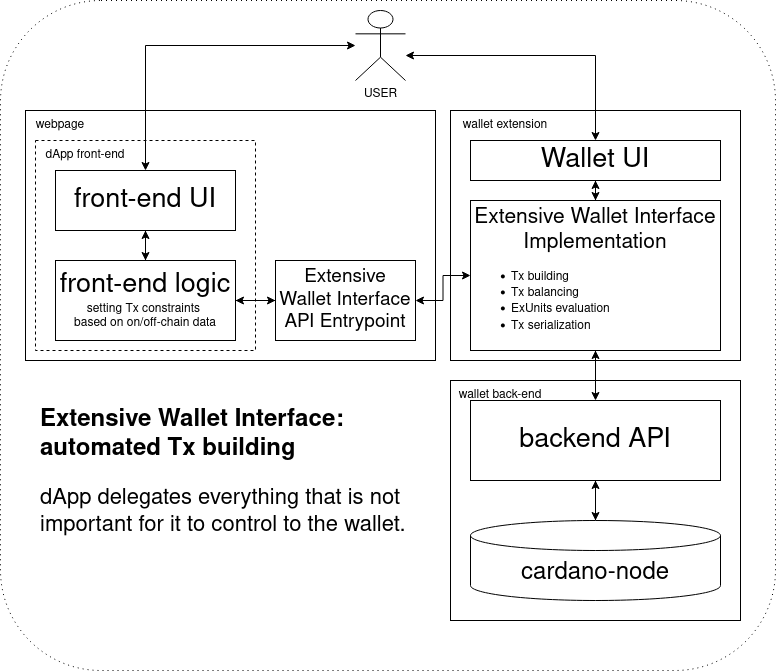 USER
webpage
dApp front-end
front-end UI
front-end logic
setting Tx constraints
based on on/off-chain data
Extensive
Wallet Interface
API Entrypoint
wallet extension
Wallet UI
Extensive Wallet Interface
Implementation
• Tx building
• Tx balancing
• ExUnits evaluation
• Tx serialization
wallet back-end
backend API
cardano-node
Extensive Wallet Interface:
automated Tx building
dApp delegates everything that is not
important for it to control to the wallet.